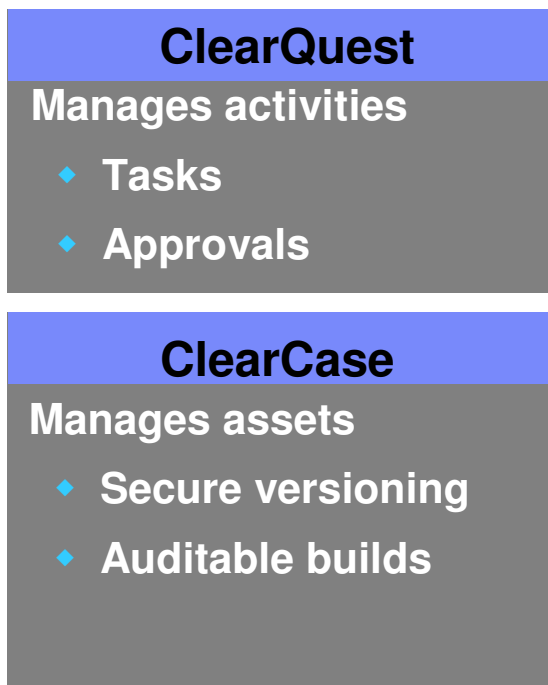 ClearQuest
Manages activities
Tasks
Approvals
ClearCase
Manages assets
Secure versioning
Auditable builds